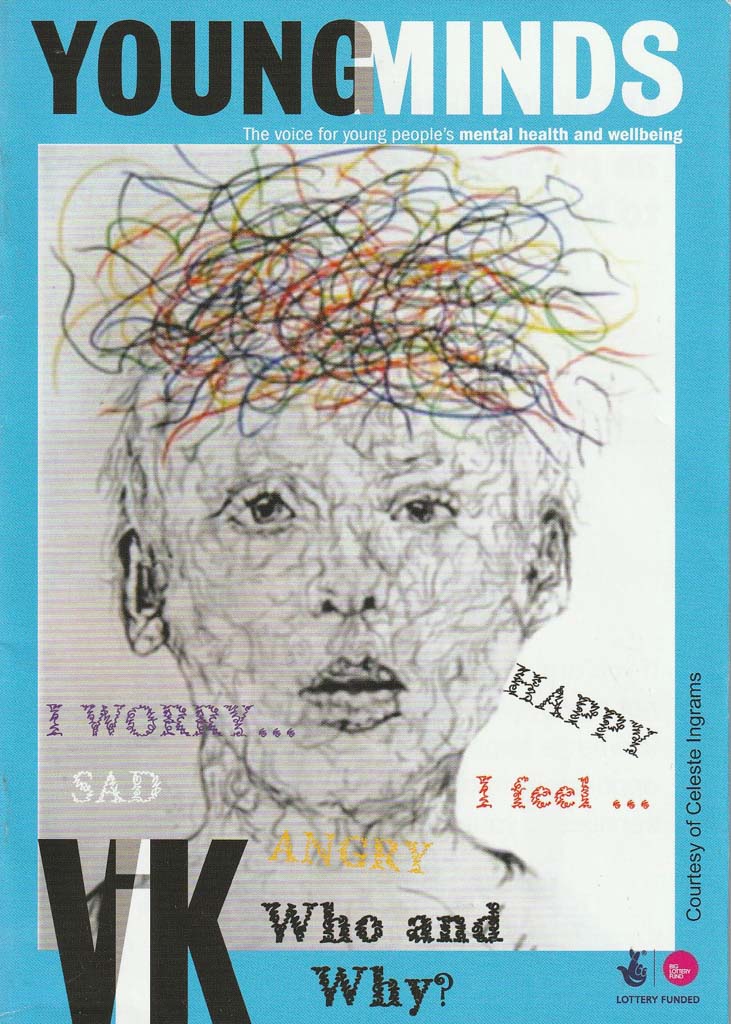 YOUNGMINDS
The voice for young people's mental health and wellbeing
I WORRY...
HAPPY
SAD
I feel ...
ANGRY
ViK
Who and
Why?
Courtesy of Celeste Ingrams
BIG
LOTTERY
FUND
LOTTERY FUNDED